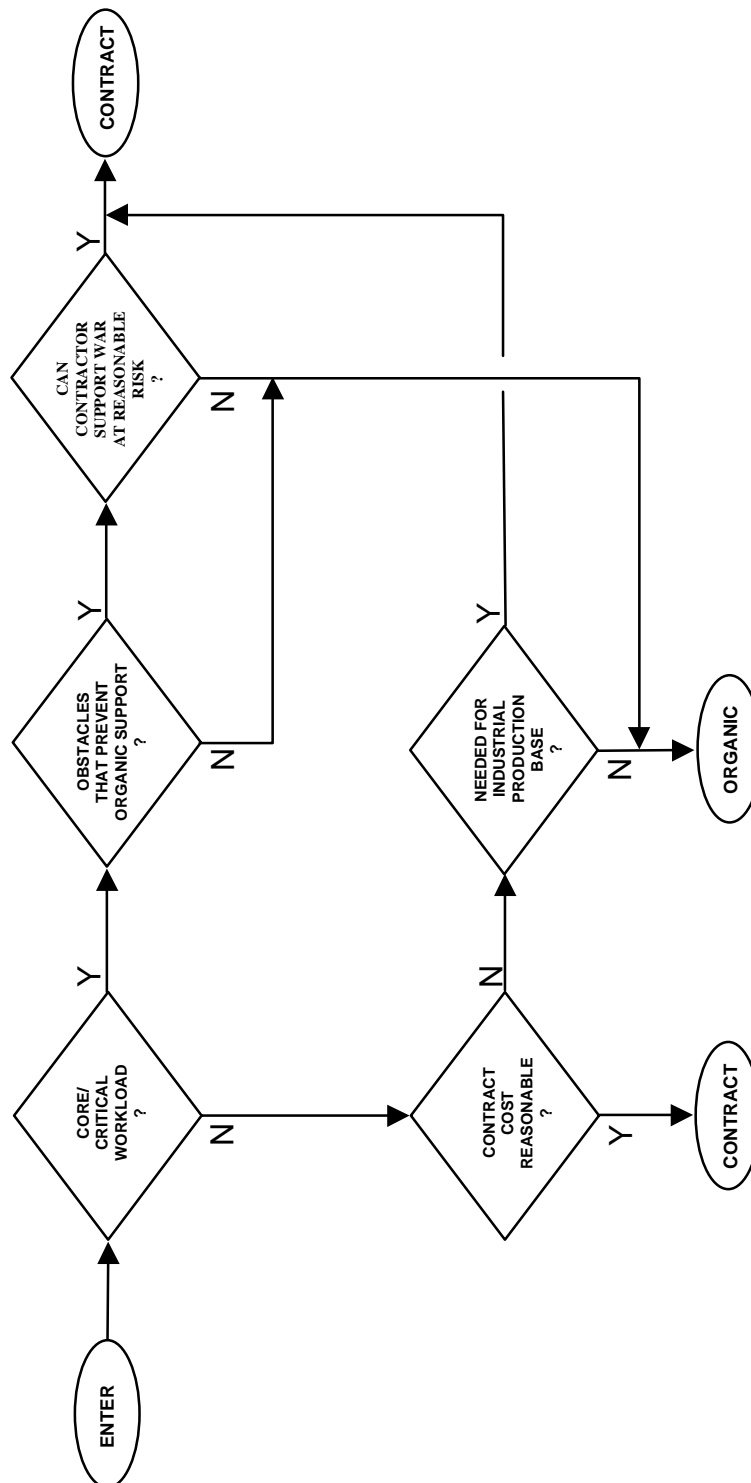 ENTER
CORE/
CRITICAL
WORKLOAD
?
Y
N
OBSTACLES
THAT PREVENT
ORGANIC SUPPORT
?
Y
N
CAN
CONTRACTOR
SUPPORT WAR
AT REASONABLE
RISK
?
Y
N
CONTRACT
CONTRACT
COST
REASONABLE
?
N
Y
CONTRACT
NEEDED FOR
INDUSTRIAL
PRODUCTION
BASE
?
Y
N
ORGANIC